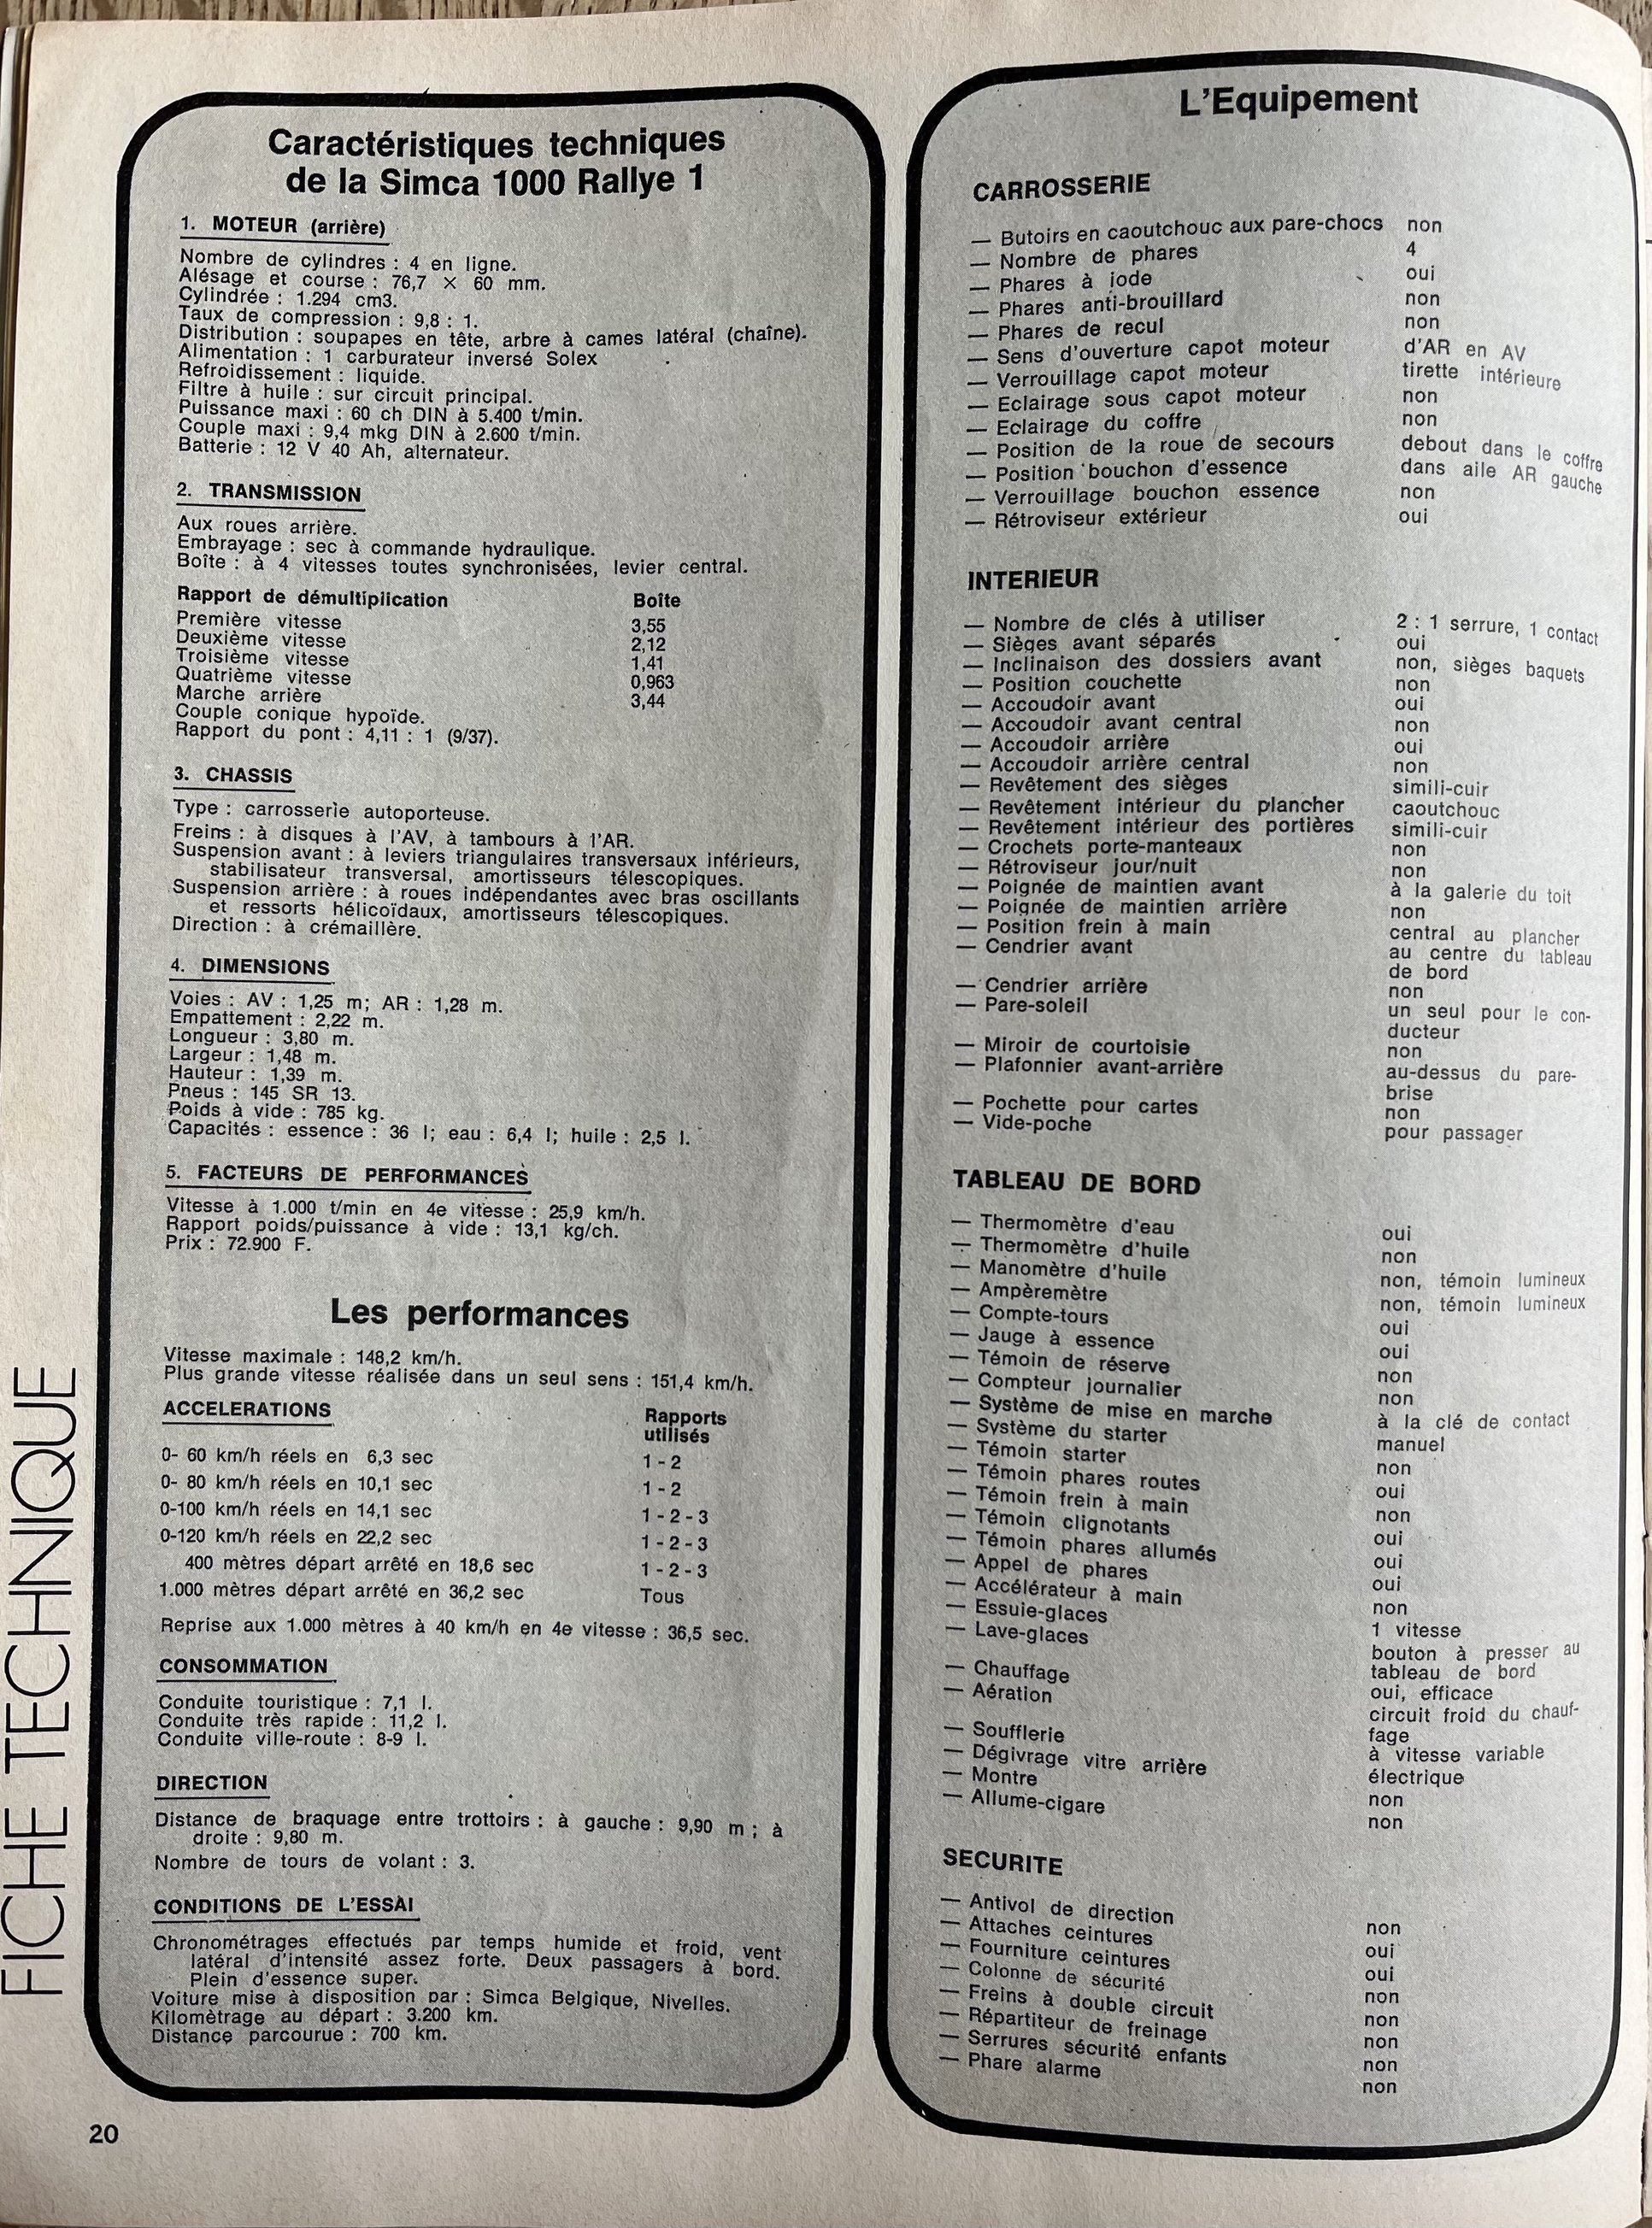 Caractéristiques techniques
de la Simca 1000 Rallye 1
1. MOTEUR (arrière)
Nombre de cylindres : 4 en ligne.
Alésage et course : 76,7 × 60 mm.
Cylindrée : 1.294 cm3.
Taux de compression : 9,8 : 1.
Distribution : soupapes en tête, arbre à cames latéral (chaîne).
Alimentation : 1 carburateur inversé Solex
Refroidissement : liquide.
Filtre à huile : sur circuit principal.
Puissance maxi : 60 ch DIN à 5.400 t/min.
Couple maxi : 9,4 mkg DIN à 2.600 t/min.
Batterie : 12 V 40 Ah, alternateur.
2. TRANSMISSION
Aux roues arrière.
Embrayage : sec à commande hydraulique.
Boîte : à 4 vitesses toutes synchronisées, levier central.
Rapport de démultiplication Boîte
Première vitesse 3,55
Deuxième vitesse 2,12
Troisième vitesse 1,41
Quatrième vitesse 0,963
Marche arrière 3,44
Couple conique hypoïde.
Rapport du pont : 4,11 : 1 (9/37).
3. CHASSIS
Type : carrosserie autoporteuse.
Freins : à disques à l'AV, à tambours à l'AR.
Suspension avant : à leviers triangulaires transversaux inférieurs,
stabilisateur transversal, amortisseurs télescopiques.
Suspension arrière : à roues indépendantes avec bras oscillants
et ressorts hélicoïdaux, amortisseurs télescopiques.
Direction : à crémaillère.
4. DIMENSIONS
Voies : AV : 1,25 m; AR : 1,28 m.
Empattement : 2,22 m.
Longueur : 3,80 m.
Largeur : 1,48 m.
Hauteur : 1,39 m.
Pneus : 145 SR 13.
Poids à vide : 785 kg.
Capacités : essence : 36 l; eau : 6,4 l; huile : 2,5 l.
5. FACTEURS DE PERFORMANCES
Vitesse à 1.000 t/min en 4e vitesse : 25,9 km/h.
Rapport poids/puissance à vide : 13,1 kg/ch.
Prix : 72.900 F.
Les performances
Vitesse maximale : 148,2 km/h.
Plus grande vitesse réalisée dans un seul sens : 151,4 km/h.
ACCELERATIONS Rapports
utilisés
0- 60 km/h réels en 6,3 sec 1 - 2
0- 80 km/h réels en 10,1 sec 1 - 2
0-100 km/h réels en 14,1 sec 1 - 2 - 3
0-120 km/h réels en 22,2 sec 1 - 2 - 3
400 mètres départ arrêté en 18,6 sec 1 - 2 - 3
1.000 mètres départ arrêté en 36,2 sec Tous
Reprise aux 1.000 mètres à 40 km/h en 4e vitesse : 36,5 sec.
CONSOMMATION
Conduite touristique : 7,1 l.
Conduite très rapide : 11,2 l.
Conduite ville-route : 8-9 l.
DIRECTION
Distance de braquage entre trottoirs : à gauche : 9,90 m ; à
droite : 9,80 m.
Nombre de tours de volant : 3.
CONDITIONS DE L'ESSAI
Chronométrages effectués par temps humide et froid, vent
latéral d'intensité assez forte. Deux passagers à bord.
Plein d'essence super.
Voiture mise à disposition par : Simca Belgique, Nivelles.
Kilomètrage au départ : 3.200 km.
Distance parcourue : 700 km.
FICHE TECHNIQUE
20
L'Equipement
CARROSSERIE
— Butoirs en caoutchouc aux pare-chocs non
— Nombre de phares 4
— Phares à iode oui
— Phares anti-brouillard non
— Phares de recul non
— Sens d'ouverture capot moteur d'AR en AV
— Verrouillage capot moteur tirette intérieure
— Eclairage sous capot moteur non
— Eclairage du coffre non
— Position de la roue de secours debout dans le coffre
— Position bouchon d'essence dans aile AR gauche
— Verrouillage bouchon essence non
— Rétroviseur extérieur oui
INTERIEUR
— Nombre de clés à utiliser 2 : 1 serrure, 1 contact
— Sièges avant séparés oui
— Inclinaison des dossiers avant non, sièges baquets
— Position couchette non
— Accoudoir avant oui
— Accoudoir avant central non
— Accoudoir arrière oui
— Accoudoir arrière central non
— Revêtement des sièges simili-cuir
— Revêtement intérieur du plancher caoutchouc
— Revêtement intérieur des portières simili-cuir
— Crochets porte-manteaux non
— Rétroviseur jour/nuit non
— Poignée de maintien avant à la galerie du toit
— Poignée de maintien arrière non
— Position frein à main central au plancher
— Cendrier avant au centre du tableau
de bord
— Cendrier arrière non
— Pare-soleil un seul pour le con-
ducteur
— Miroir de courtoisie non
— Plafonnier avant-arrière au-dessus du pare-
brise
— Pochette pour cartes non
— Vide-poche pour passager
TABLEAU DE BORD
— Thermomètre d'eau oui
— Thermomètre d'huile non
— Manomètre d'huile non, témoin lumineux
— Ampèremètre non, témoin lumineux
— Compte-tours oui
— Jauge à essence oui
— Témoin de réserve non
— Compteur journalier non
— Système de mise en marche à la clé de contact
— Système du starter manuel
— Témoin starter non
— Témoin phares routes oui
— Témoin frein à main non
— Témoin clignotants oui
— Témoin phares allumés oui
— Appel de phares oui
— Accélérateur à main non
— Essuie-glaces 1 vitesse
— Lave-glaces bouton à presser au
tableau de bord
— Chauffage oui, efficace
— Aération circuit froid du chauf-
fage
— Soufflerie à vitesse variable
— Dégivrage vitre arrière électrique
— Montre non
— Allume-cigare non
SECURITE
— Antivol de direction non
— Attaches ceintures oui
— Fourniture ceintures oui
— Colonne de sécurité non
— Freins à double circuit non
— Répartiteur de freinage non
— Serrures sécurité enfants non
— Phare alarme non